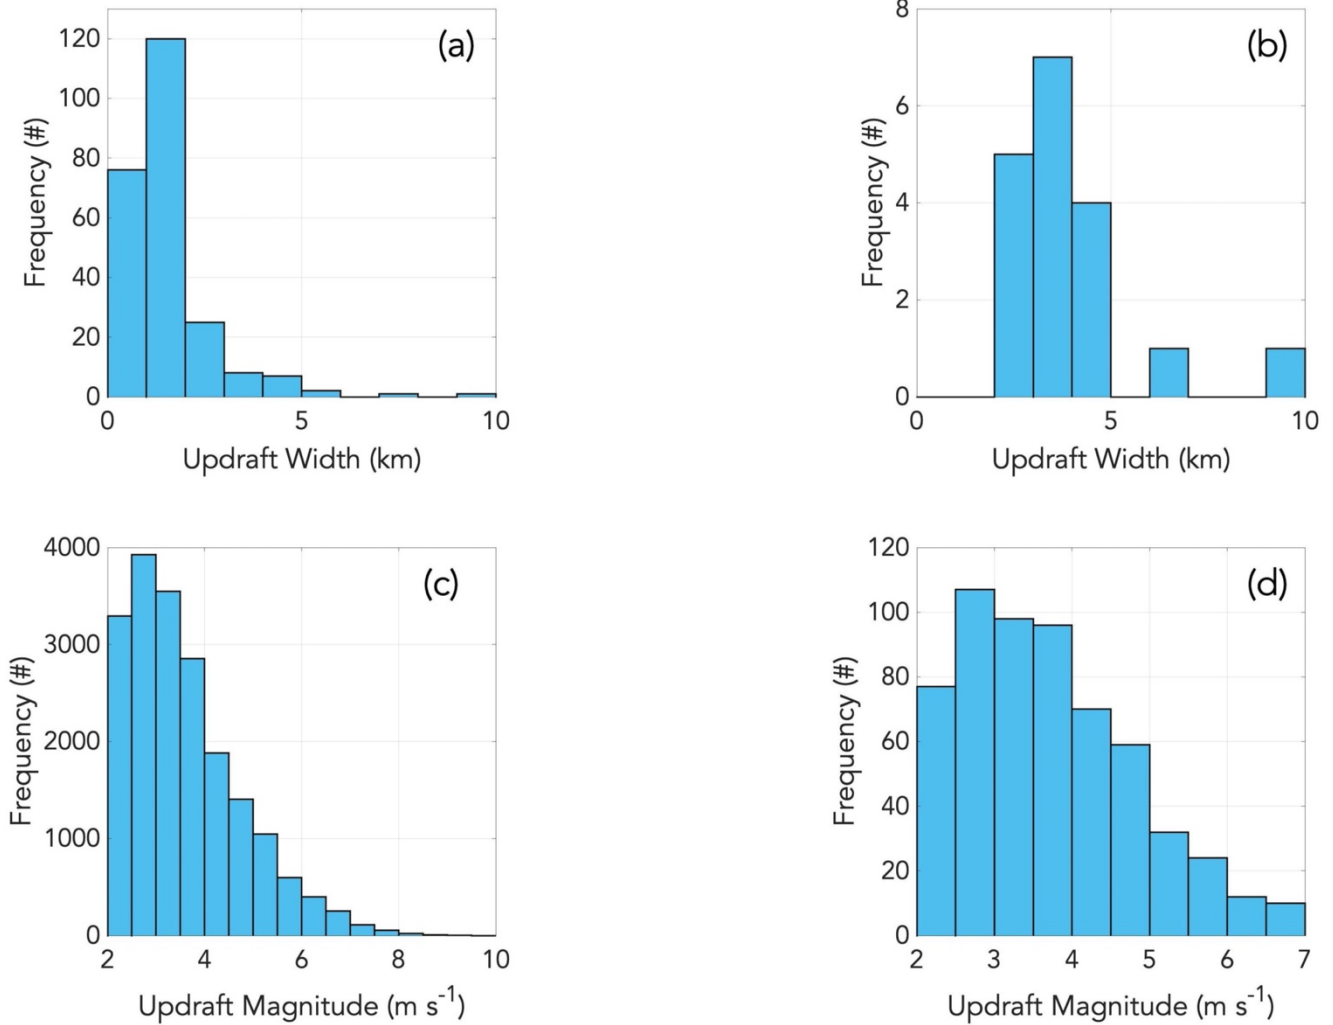 (a)
120
100
80
60
40
20
0
Frequency (#)
0 5 10
Updraft Width (km)
(b)
8
6
4
2
0
Frequency (#)
0 5 10
Updraft Width (km)
(c)
4000
3000
2000
1000
0
Frequency (#)
2 4 6 8 10
Updraft Magnitude (m s⁻¹)
(d)
120
100
80
60
40
20
0
Frequency (#)
2 3 4 5 6 7
Updraft Magnitude (m s⁻¹)